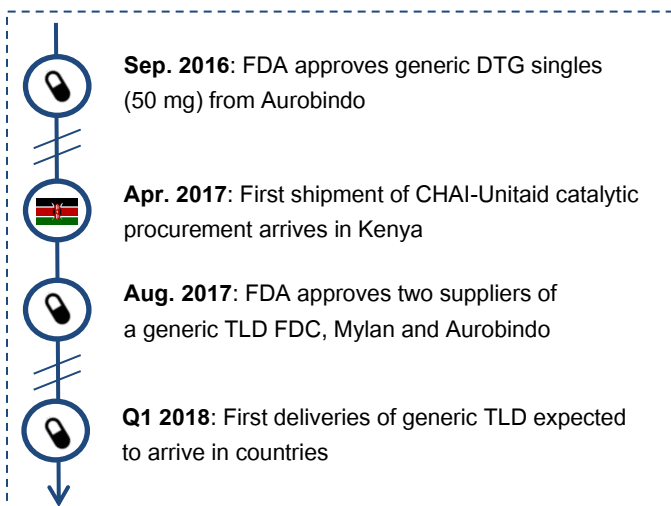 Sep. 2016: FDA approves generic DTG singles
(50 mg) from Aurobindo
Apr. 2017: First shipment of CHAI-Unitaid catalytic
procurement arrives in Kenya
Aug. 2017: FDA approves two suppliers of
a generic TLD FDC, Mylan and Aurobindo
Q1 2018: First deliveries of generic TLD expected
to arrive in countries